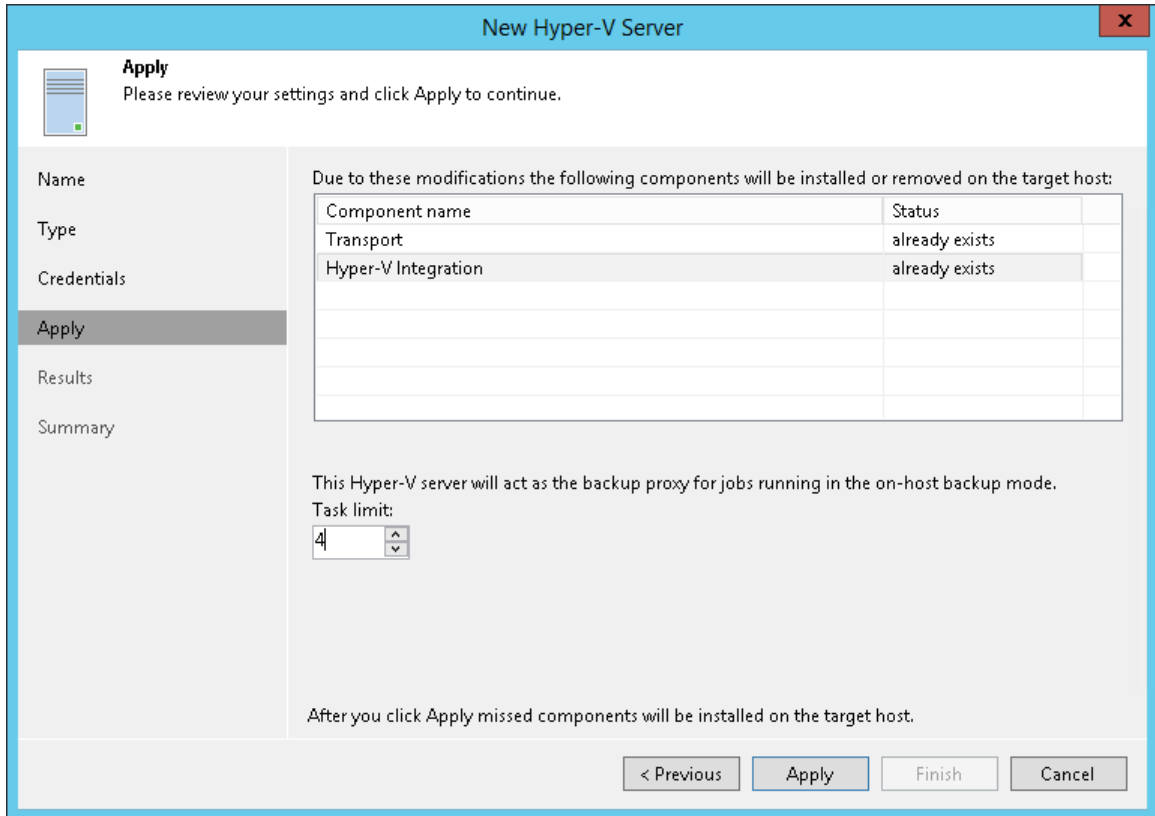 New Hyper-V Server
x
Apply
Please review your settings and click Apply to continue.
Name
Type
Credentials
Apply
Results
Summary
Due to these modifications the following components will be installed or removed on the target host:
Component name Status
Transport already exists
Hyper-V Integration already exists
This Hyper-V server will act as the backup proxy for jobs running in the on-host backup mode.
Task limit:
4
After you click Apply missed components will be installed on the target host.
< Previous Apply Finish Cancel